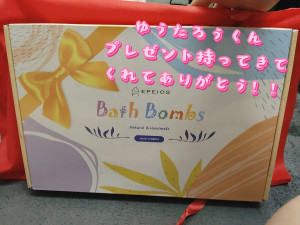 ゆうたろうくん
プレゼント持ってきて
くれてありがとう！！
EPEIOS
Bath Bombs
Natural & Handmade